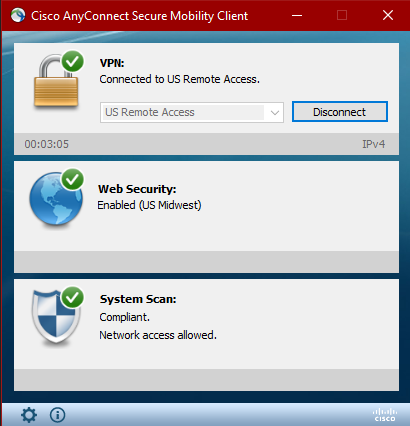 Cisco AnyConnect Secure Mobility Client
VPN:
Connected to US Remote Access.
US Remote Access
Disconnect
00:03:05
IPv4
Web Security:
Enabled (US Midwest)
System Scan:
Compliant.
Network access allowed.
CISCO